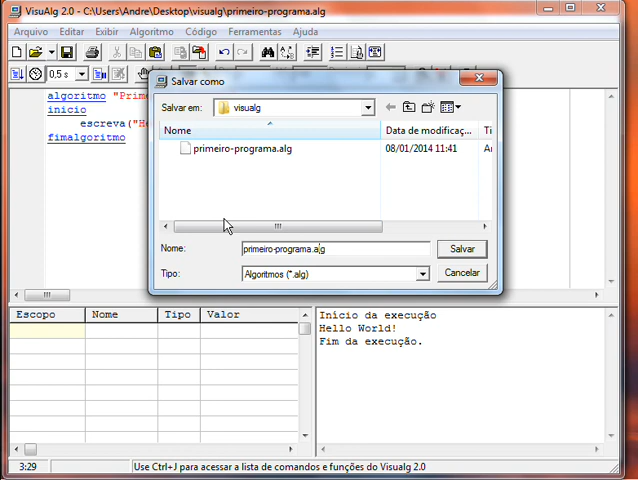 VisuAlg 2.0 - C:\Users\Andre\Desktop\visualg\primeiro-programa.alg
Arquivo Editar Exibir Algoritmo Código Ferramentas Ajuda
0,5 s
Salvar como
algoritmo "Prime
inicio
escreva("He
fimalgoritmo
Salvar em: visualg
Nome Data de modificaç... Ti
primeiro-programa.alg 08/01/2014 11:41 Ar
Nome: primeiro-programa.alg Salvar
Tipo: Algoritmos (*.alg) Cancelar
Escopo Nome Tipo Valor
Início da execução
Hello World!
Fim da execução.
3:29 Use Ctrl+J para acessar a lista de comandos e funções do Visualg 2.0